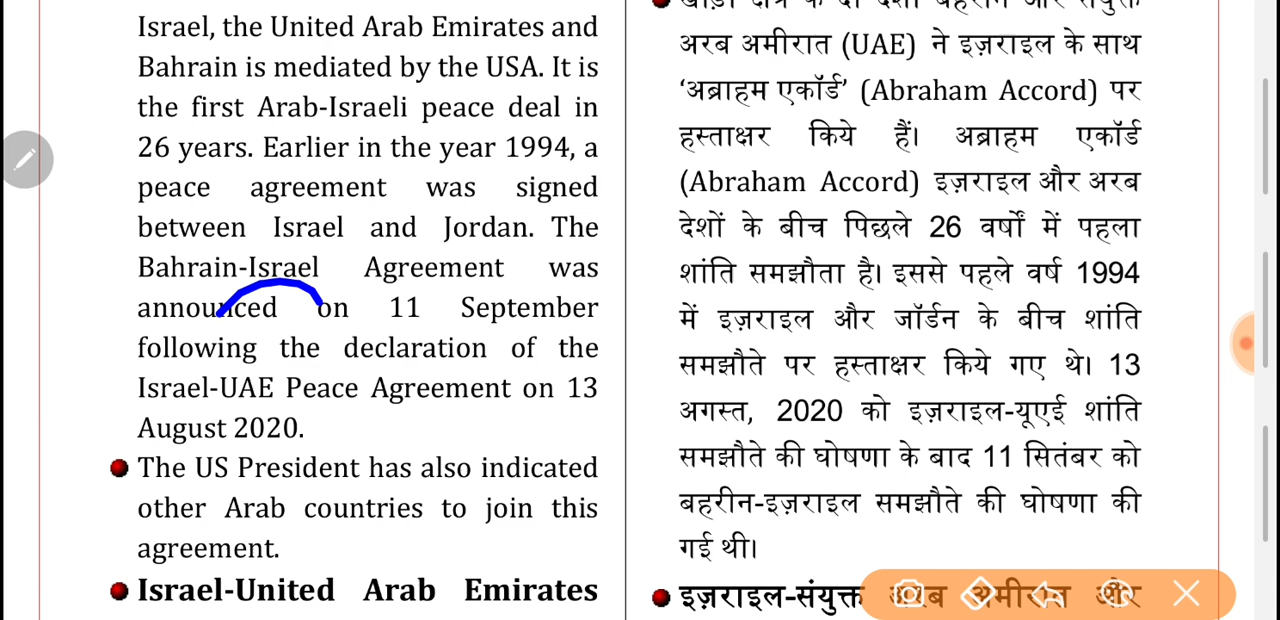 Israel, the United Arab Emirates and
Bahrain is mediated by the USA. It is
the first Arab-Israeli peace deal in
26 years. Earlier in the year 1994, a
peace agreement was signed
between Israel and Jordan. The
Bahrain-Israel Agreement was
announced on 11 September
following the declaration of the
Israel-UAE Peace Agreement on 13
August 2020.
The US President has also indicated
other Arab countries to join this
agreement.
Israel-United Arab Emirates
खाड़ी क्षेत्र के दो देशों बहरीन और संयुक्त
अरब अमीरात (UAE) ने इज़राइल के साथ
‘अब्राहम एकॉर्ड’ (Abraham Accord) पर
हस्ताक्षर किये हैं। अब्राहम एकॉर्ड
(Abraham Accord) इज़राइल और अरब
देशों के बीच पिछले 26 वर्षों में पहला
शांति समझौता है। इससे पहले वर्ष 1994
में इज़राइल और जॉर्डन के बीच शांति
समझौते पर हस्ताक्षर किये गए थे। 13
अगस्त, 2020 को इज़राइल-यूएई शांति
समझौते की घोषणा के बाद 11 सितंबर को
बहरीन-इज़राइल समझौते की घोषणा की
गई थी।
इज़राइल-संयुक्त अरब अमीरात और